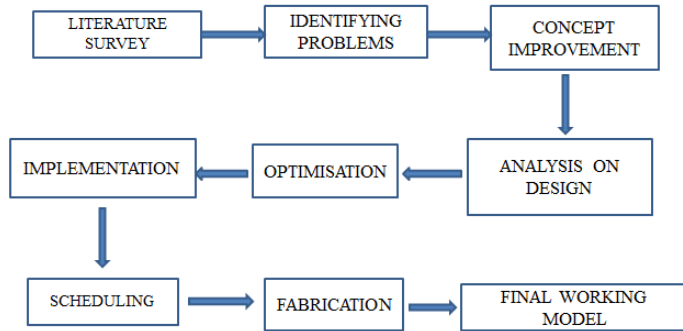 LITERATURE
SURVEY
IDENTIFYING
PROBLEMS
CONCEPT
IMPROVEMENT
ANALYSIS ON
DESIGN
OPTIMISATION
IMPLEMENTATION
SCHEDULING
FABRICATION
FINAL WORKING
MODEL